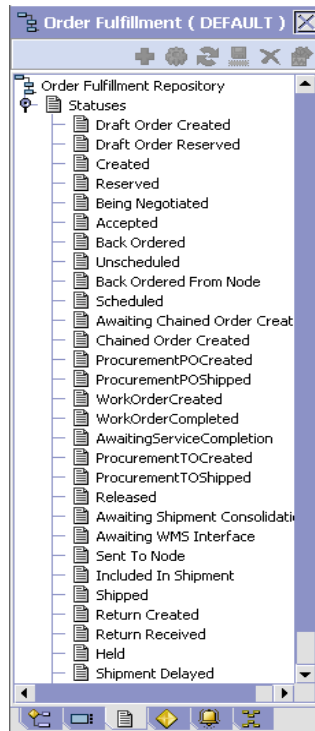 Order Fulfillment ( DEFAULT )
Order Fulfillment Repository
Statuses
Draft Order Created
Draft Order Reserved
Created
Reserved
Being Negotiated
Accepted
Back Ordered
Unscheduled
Back Ordered From Node
Scheduled
Awaiting Chained Order Creat
Chained Order Created
ProcurementPOCreated
ProcurementPOShipped
WorkOrderCreated
WorkOrderCompleted
AwaitingServiceCompletion
ProcurementTOCreated
ProcurementTOShipped
Released
Awaiting Shipment Consolidati
Awaiting WMS Interface
Sent To Node
Included In Shipment
Shipped
Return Created
Return Received
Held
Shipment Delayed